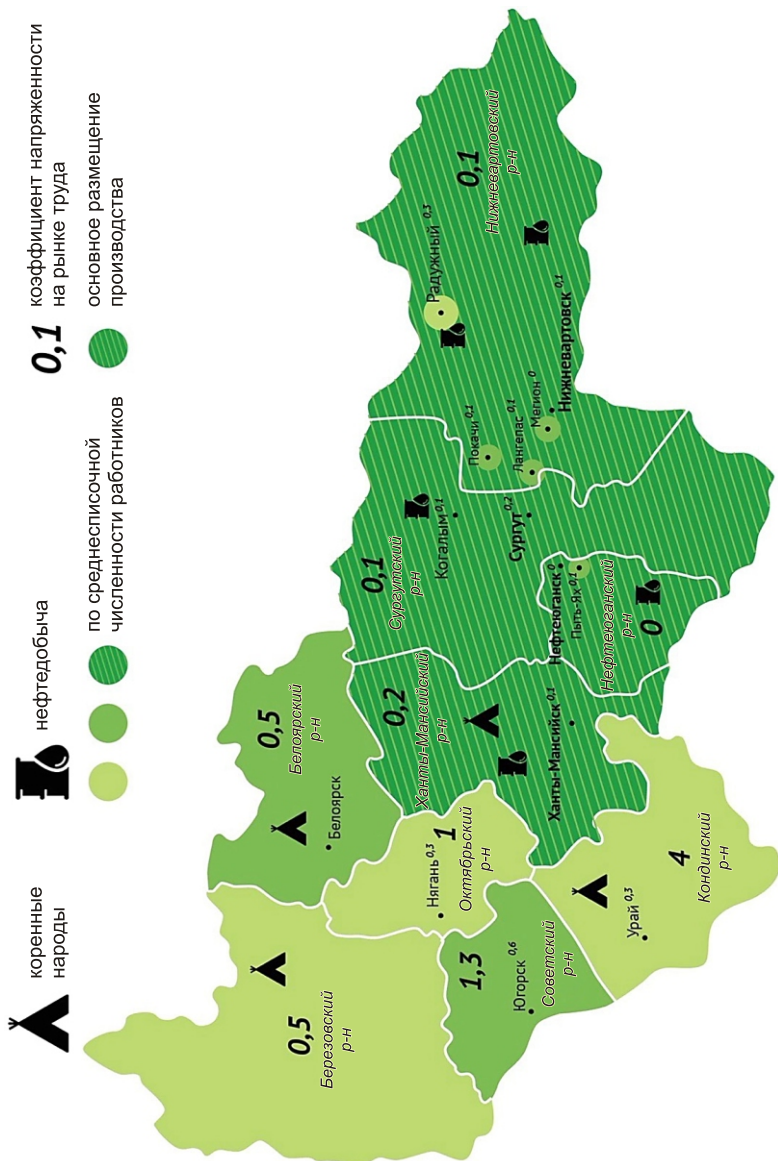 коренные
народы
нефтедобыча
0,1
коэффициент напряженности
на рынке труда
по среднесписочной
численности работников
основное размещение
производства
0,5
Березовский
р-н
0,5
Белоярский
р-н
Белоярск
1,3
Югорск 0,6
Советский
р-н
Нягань 0,3
1
Октябрьский
р-н
4
Кондинский
р-н
Урай 0,3
0,2
Ханты-Мансийский
р-н
Ханты-Мансийск 0,1
0,1
Сургутский
р-н
Когалым 0,1
Сургут 0,2
Нефтеюганск 0
Пыть-ях 0,1
Нефтеюганский
р-н
0
Покачи 0,1
Лангепас 0,1
Мегион 0
Нижневартовск 0,1
Радужный 0,3
0,1
Нижневартовский
р-н